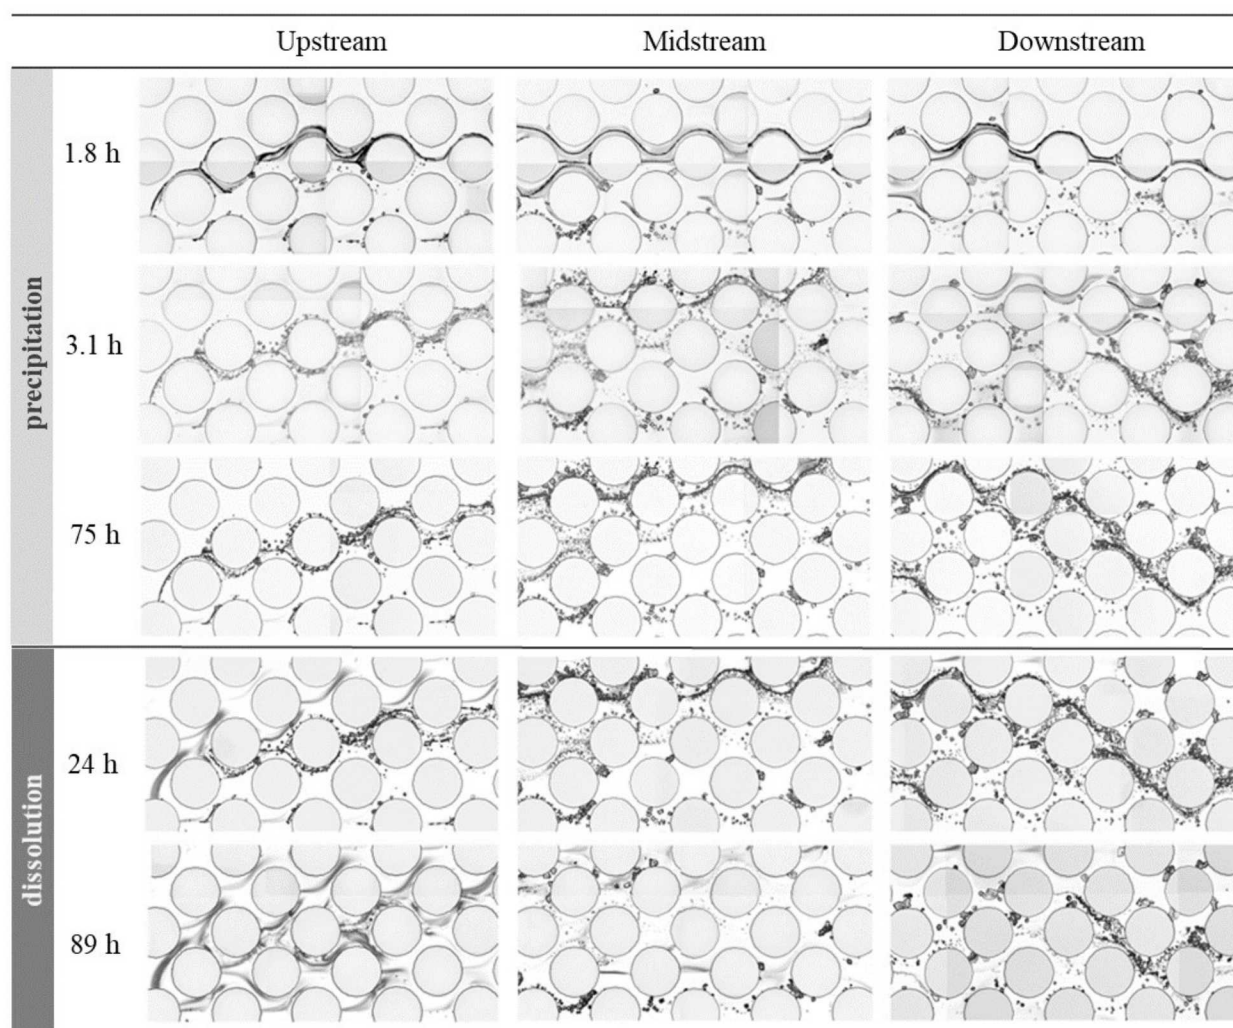 Upstream Midstream Downstream
precipitation
1.8 h
3.1 h
75 h
dissolution
24 h
89 h